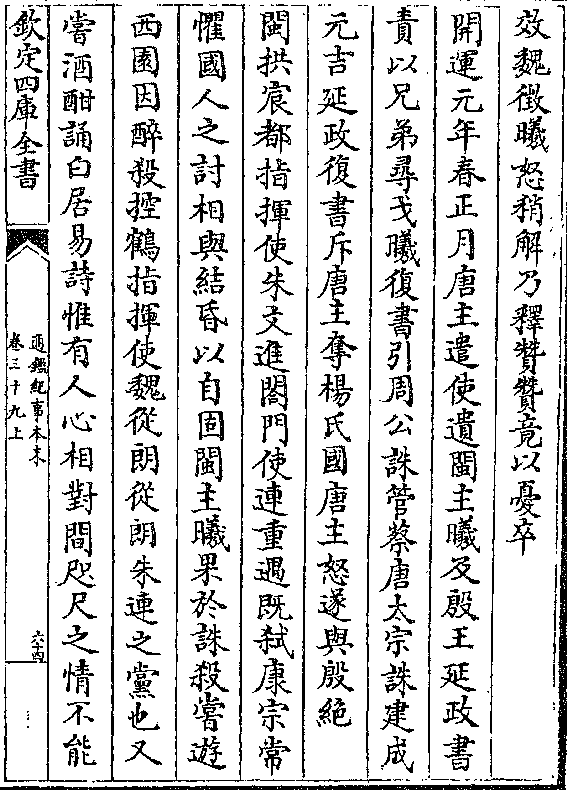 效魏徵曦怒稍解乃釋贊贊竟以憂卒
開運元年春正月唐主遣使遺閩主曦及殷王延政書
責以兄弟尋戈曦復書引周公誅管蔡唐太宗誅建成
元吉延政復書斥唐主奪楊氏國唐主怒遂與殷絶
閩拱宸都指揮使朱文進閤門使連重遇既弑康宗常
懼國人之討相與結昏以自固閩主曦果於誅殺嘗遊
西園因醉殺控鶴指揮使魏從朗從朗朱連之黨也又
嘗酒酣誦白居易詩惟有人心相對間咫尺之情不能
欽定四庫全書
通鑑紀事本末
卷三十九上
六十四